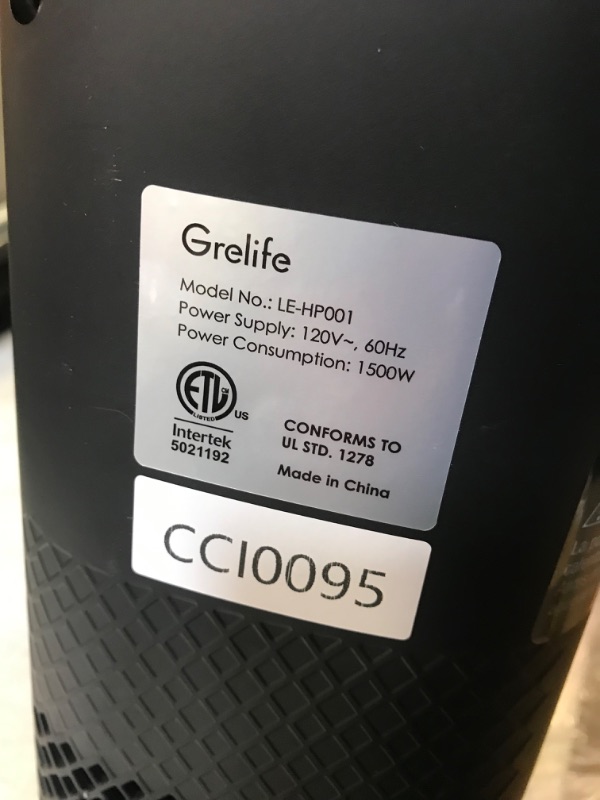 Grelife
Model No.: LE-HP001
Power Supply: 120V~, 60Hz
Power Consumption: 1500W
ETL CM
LISTED
US
Intertek
5021192
CONFORMS TO
UL STD. 1278
Made in China
CCI0095